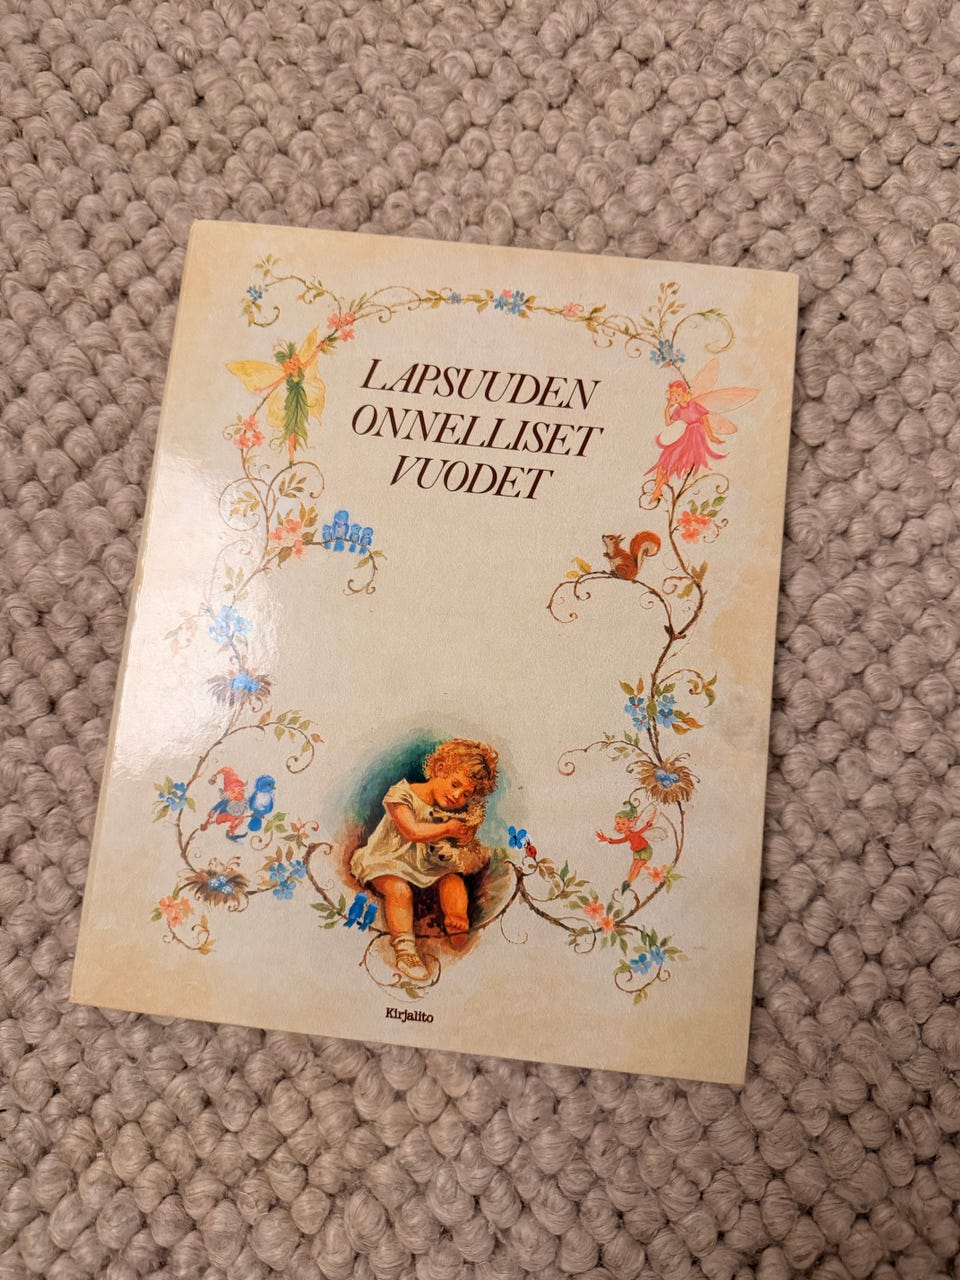 LAPSUUDEN
ONNELLISET
VUODET
Kirjalito